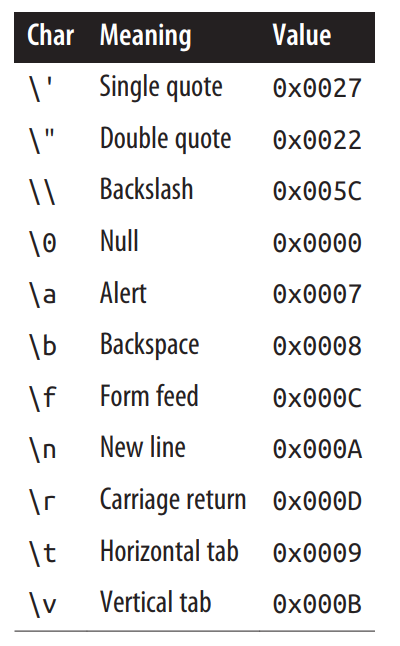 Char Meaning Value
\' Single quote 0x0027
\" Double quote 0x0022
\\ Backslash 0x005C
\0 Null 0x0000
\a Alert 0x0007
\b Backspace 0x0008
\f Form feed 0x000C
\n New line 0x000A
\r Carriage return 0x000D
\t Horizontal tab 0x0009
\v Vertical tab 0x000B